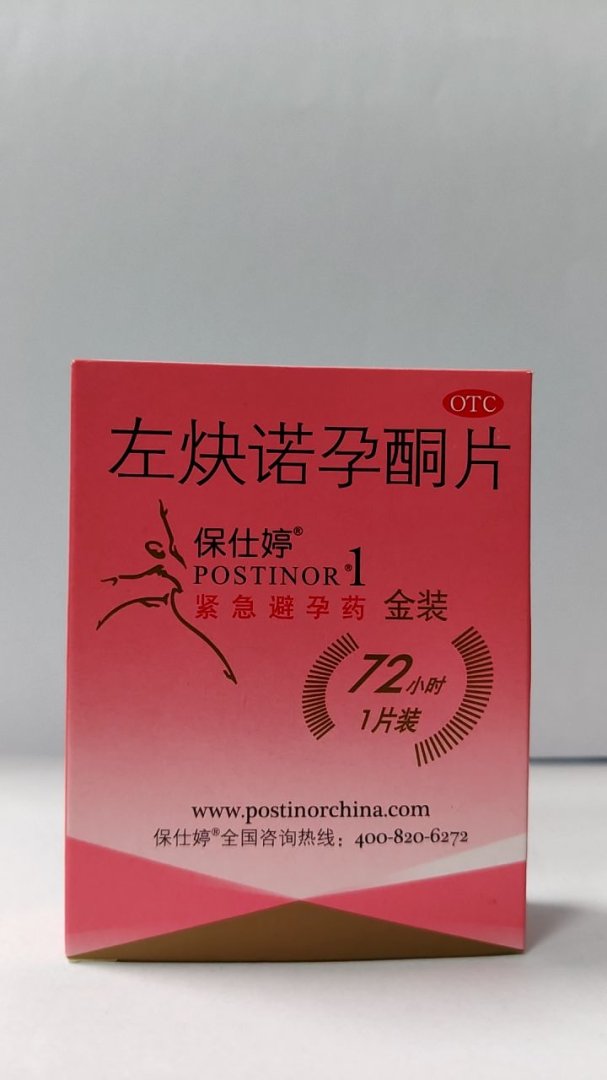 OTC
左炔诺孕酮片
保仕婷®
POSTINOR®1
紧急避孕药 金装
72小时
1片装
www.postinorchina.com
保仕婷®全国咨询热线：400-820-6272